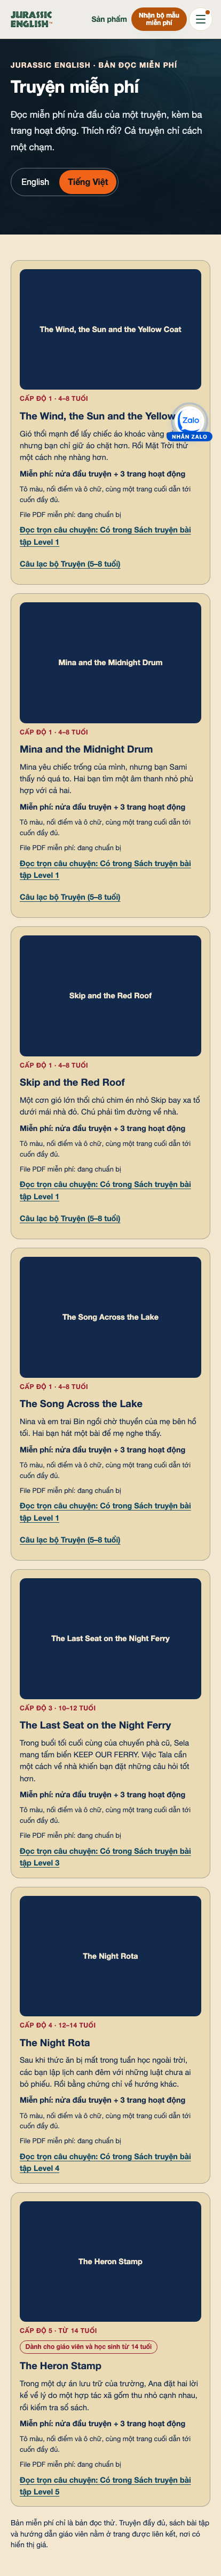 JURASSIC
ENGLISH™
Sản phẩm
Nhận bộ mẫu
miễn phí
JURASSIC ENGLISH · BẢN ĐỌC MIỄN PHÍ
Truyện miễn phí
Đọc miễn phí nửa đầu của một truyện, kèm ba
trang hoạt động. Thích rồi? Cả truyện chỉ cách
một chạm.
English
Tiếng Việt
The Wind, the Sun and the Yellow Coat
CẤP ĐỘ 1 · 4–8 TUỔI
The Wind, the Sun and the Yellow
Zalo
NHẮN ZALO
Gió thổi mạnh để lấy chiếc áo khoác vàng
nhưng bạn chỉ giữ áo chặt hơn. Rồi Mặt Trời thử
một cách nhẹ nhàng hơn.
Miễn phí: nửa đầu truyện + 3 trang hoạt động
Tô màu, nối điểm và ô chữ, cùng một trang cuối dẫn tới
cuốn đầy đủ.
File PDF miễn phí: đang chuẩn bị
Đọc trọn câu chuyện: Có trong Sách truyện bài
tập Level 1
Câu lạc bộ Truyện (5–8 tuổi)
Mina and the Midnight Drum
CẤP ĐỘ 1 · 4–8 TUỔI
Mina and the Midnight Drum
Mina yêu chiếc trống của mình, nhưng bạn Sami
thấy nó quá to. Hai bạn tìm một âm thanh nhỏ phù
hợp với cả hai.
Miễn phí: nửa đầu truyện + 3 trang hoạt động
Tô màu, nối điểm và ô chữ, cùng một trang cuối dẫn tới
cuốn đầy đủ.
File PDF miễn phí: đang chuẩn bị
Đọc trọn câu chuyện: Có trong Sách truyện bài
tập Level 1
Câu lạc bộ Truyện (5–8 tuổi)
Skip and the Red Roof
CẤP ĐỘ 1 · 4–8 TUỔI
Skip and the Red Roof
Một cơn gió lớn thổi chú chim én nhỏ Skip bay xa tổ
dưới mái nhà đỏ. Chú phải tìm đường về nhà.
Miễn phí: nửa đầu truyện + 3 trang hoạt động
Tô màu, nối điểm và ô chữ, cùng một trang cuối dẫn tới
cuốn đầy đủ.
File PDF miễn phí: đang chuẩn bị
Đọc trọn câu chuyện: Có trong Sách truyện bài
tập Level 1
Câu lạc bộ Truyện (5–8 tuổi)
The Song Across the Lake
CẤP ĐỘ 1 · 4–8 TUỔI
The Song Across the Lake
Nina và em trai Bin ngồi chờ thuyền của mẹ bên hồ
tối. Hai bạn hát một bài để mẹ nghe thấy.
Miễn phí: nửa đầu truyện + 3 trang hoạt động
Tô màu, nối điểm và ô chữ, cùng một trang cuối dẫn tới
cuốn đầy đủ.
File PDF miễn phí: đang chuẩn bị
Đọc trọn câu chuyện: Có trong Sách truyện bài
tập Level 1
Câu lạc bộ Truyện (5–8 tuổi)
The Last Seat on the Night Ferry
CẤP ĐỘ 3 · 10–12 TUỔI
The Last Seat on the Night Ferry
Trong buổi tối cuối cùng của chuyến phà cũ, Sela
mang tấm biển KEEP OUR FERRY. Việc Tala cần
một cách về nhà khiến bạn đặt những câu hỏi tốt
hơn.
Miễn phí: nửa đầu truyện + 3 trang hoạt động
Tô màu, nối điểm và ô chữ, cùng một trang cuối dẫn tới
cuốn đầy đủ.
File PDF miễn phí: đang chuẩn bị
Đọc trọn câu chuyện: Có trong Sách truyện bài
tập Level 3
The Night Rota
CẤP ĐỘ 4 · 12–14 TUỔI
The Night Rota
Sau khi thức ăn bị mất trong tuần học ngoài trời,
các bạn lập lịch canh đêm với những luật chưa ai
bỏ phiếu. Rồi bằng chứng chỉ về hướng khác.
Miễn phí: nửa đầu truyện + 3 trang hoạt động
Tô màu, nối điểm và ô chữ, cùng một trang cuối dẫn tới
cuốn đầy đủ.
File PDF miễn phí: đang chuẩn bị
Đọc trọn câu chuyện: Có trong Sách truyện bài
tập Level 4
The Heron Stamp
CẤP ĐỘ 5 · TỪ 14 TUỔI
Dành cho giáo viên và học sinh từ 14 tuổi
The Heron Stamp
Trong một dự án lưu trữ của trường, Ana đặt hai lời
kể về lý do một hợp tác xã gốm thu nhỏ cạnh nhau,
rồi kiểm tra sổ sách.
Miễn phí: nửa đầu truyện + 3 trang hoạt động
Tô màu, nối điểm và ô chữ, cùng một trang cuối dẫn tới
cuốn đầy đủ.
File PDF miễn phí: đang chuẩn bị
Đọc trọn câu chuyện: Có trong Sách truyện bài
tập Level 5
Bản miễn phí chỉ là bản đọc thử. Truyện đầy đủ, sách bài tập
và hướng dẫn giáo viên nằm ở trang được liên kết, nơi có
hiển thị giá.